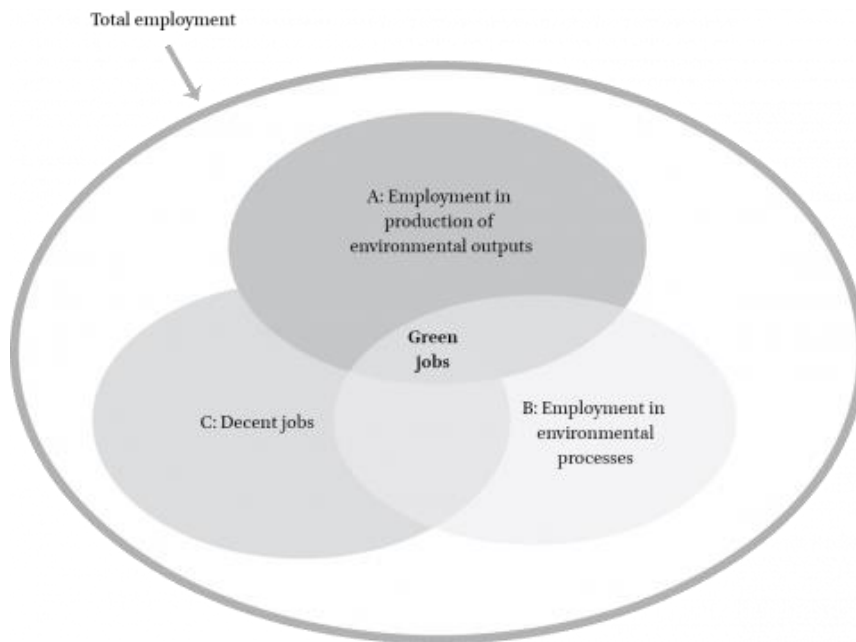 Total employment
A: Employment in
production of
environmental outputs
Green
jobs
C: Decent jobs
B: Employment in
environmental
processes